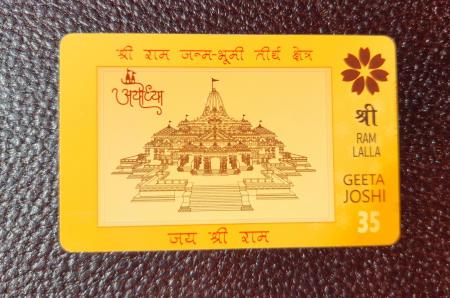 श्री राम जन्म-भूमी तीर्थ क्षेत्र
अयोध्या
श्री
RAM
LALLA
GEETA
JOSHI
35
जय श्री राम